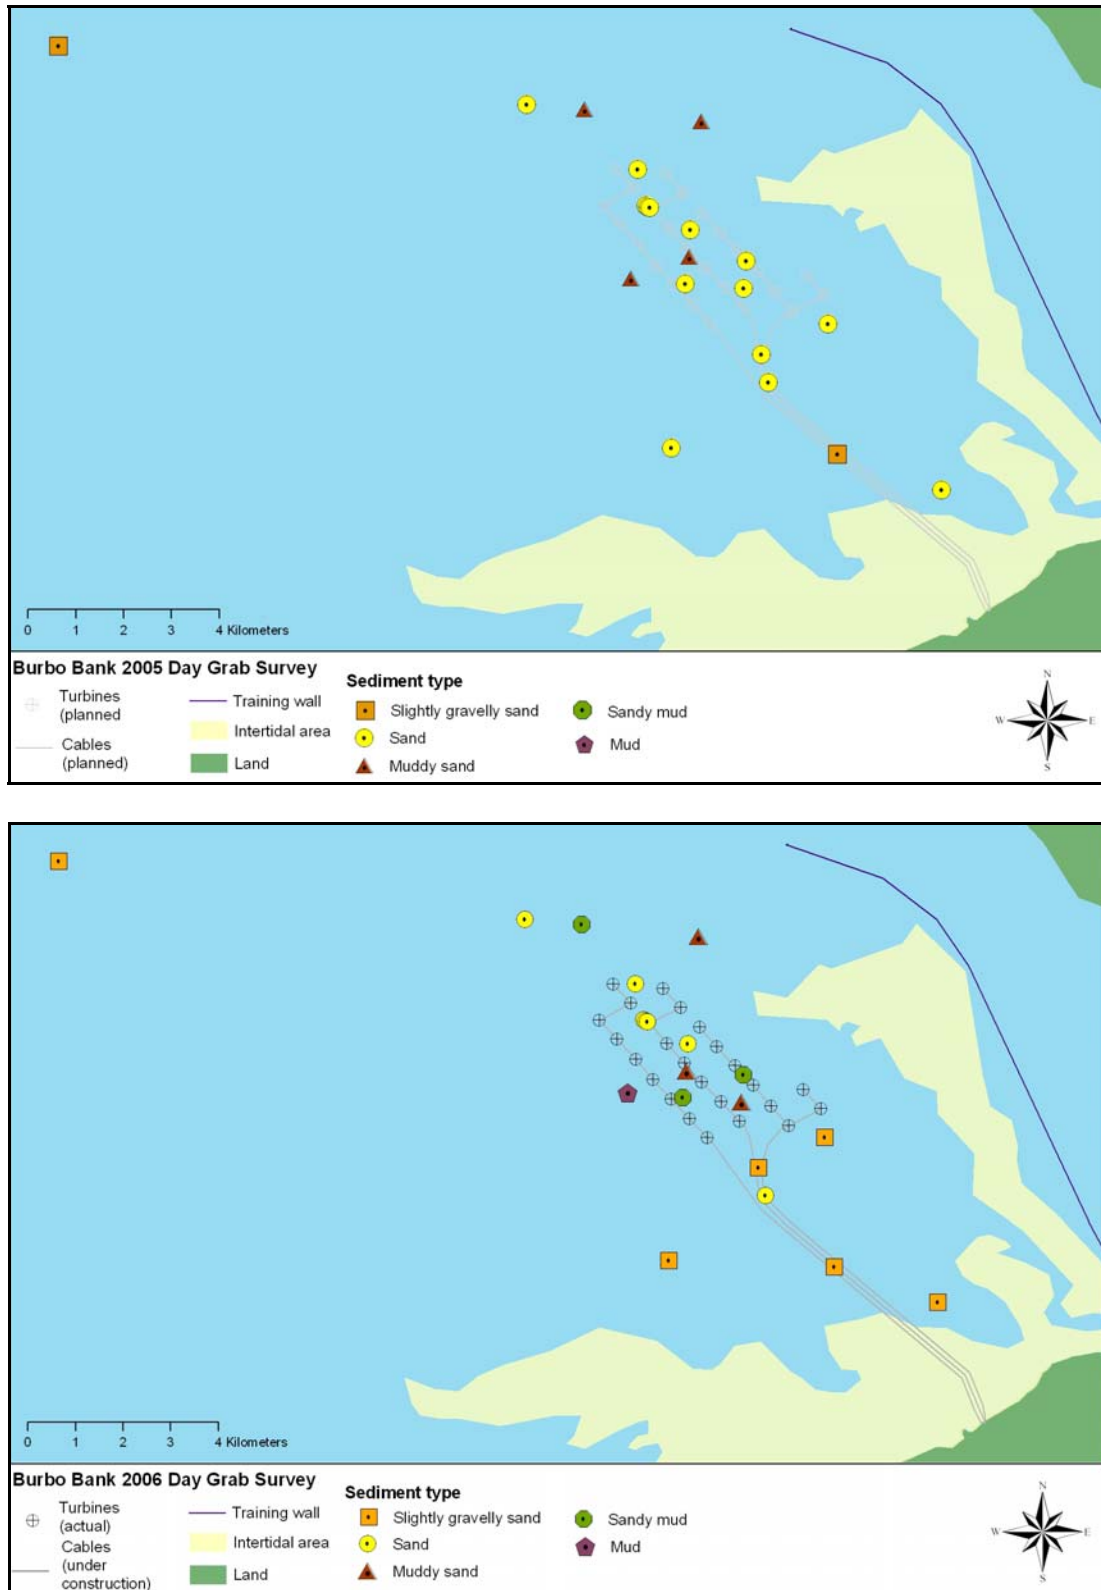 0 1 2 3 4 Kilometers
Burbo Bank 2005 Day Grab Survey
Turbines
(planned
Cables
(planned)
Training wall
Intertidal area
Land
Sediment type
Slightly gravelly sand
Sand
Muddy sand
Sandy mud
Mud
N
W E
S
0 1 2 3 4 Kilometers
Burbo Bank 2006 Day Grab Survey
Turbines
(actual)
Cables
(under
construction)
Training wall
Intertidal area
Land
Sediment type
Slightly gravelly sand
Sand
Muddy sand
Sandy mud
Mud
N
W E
S